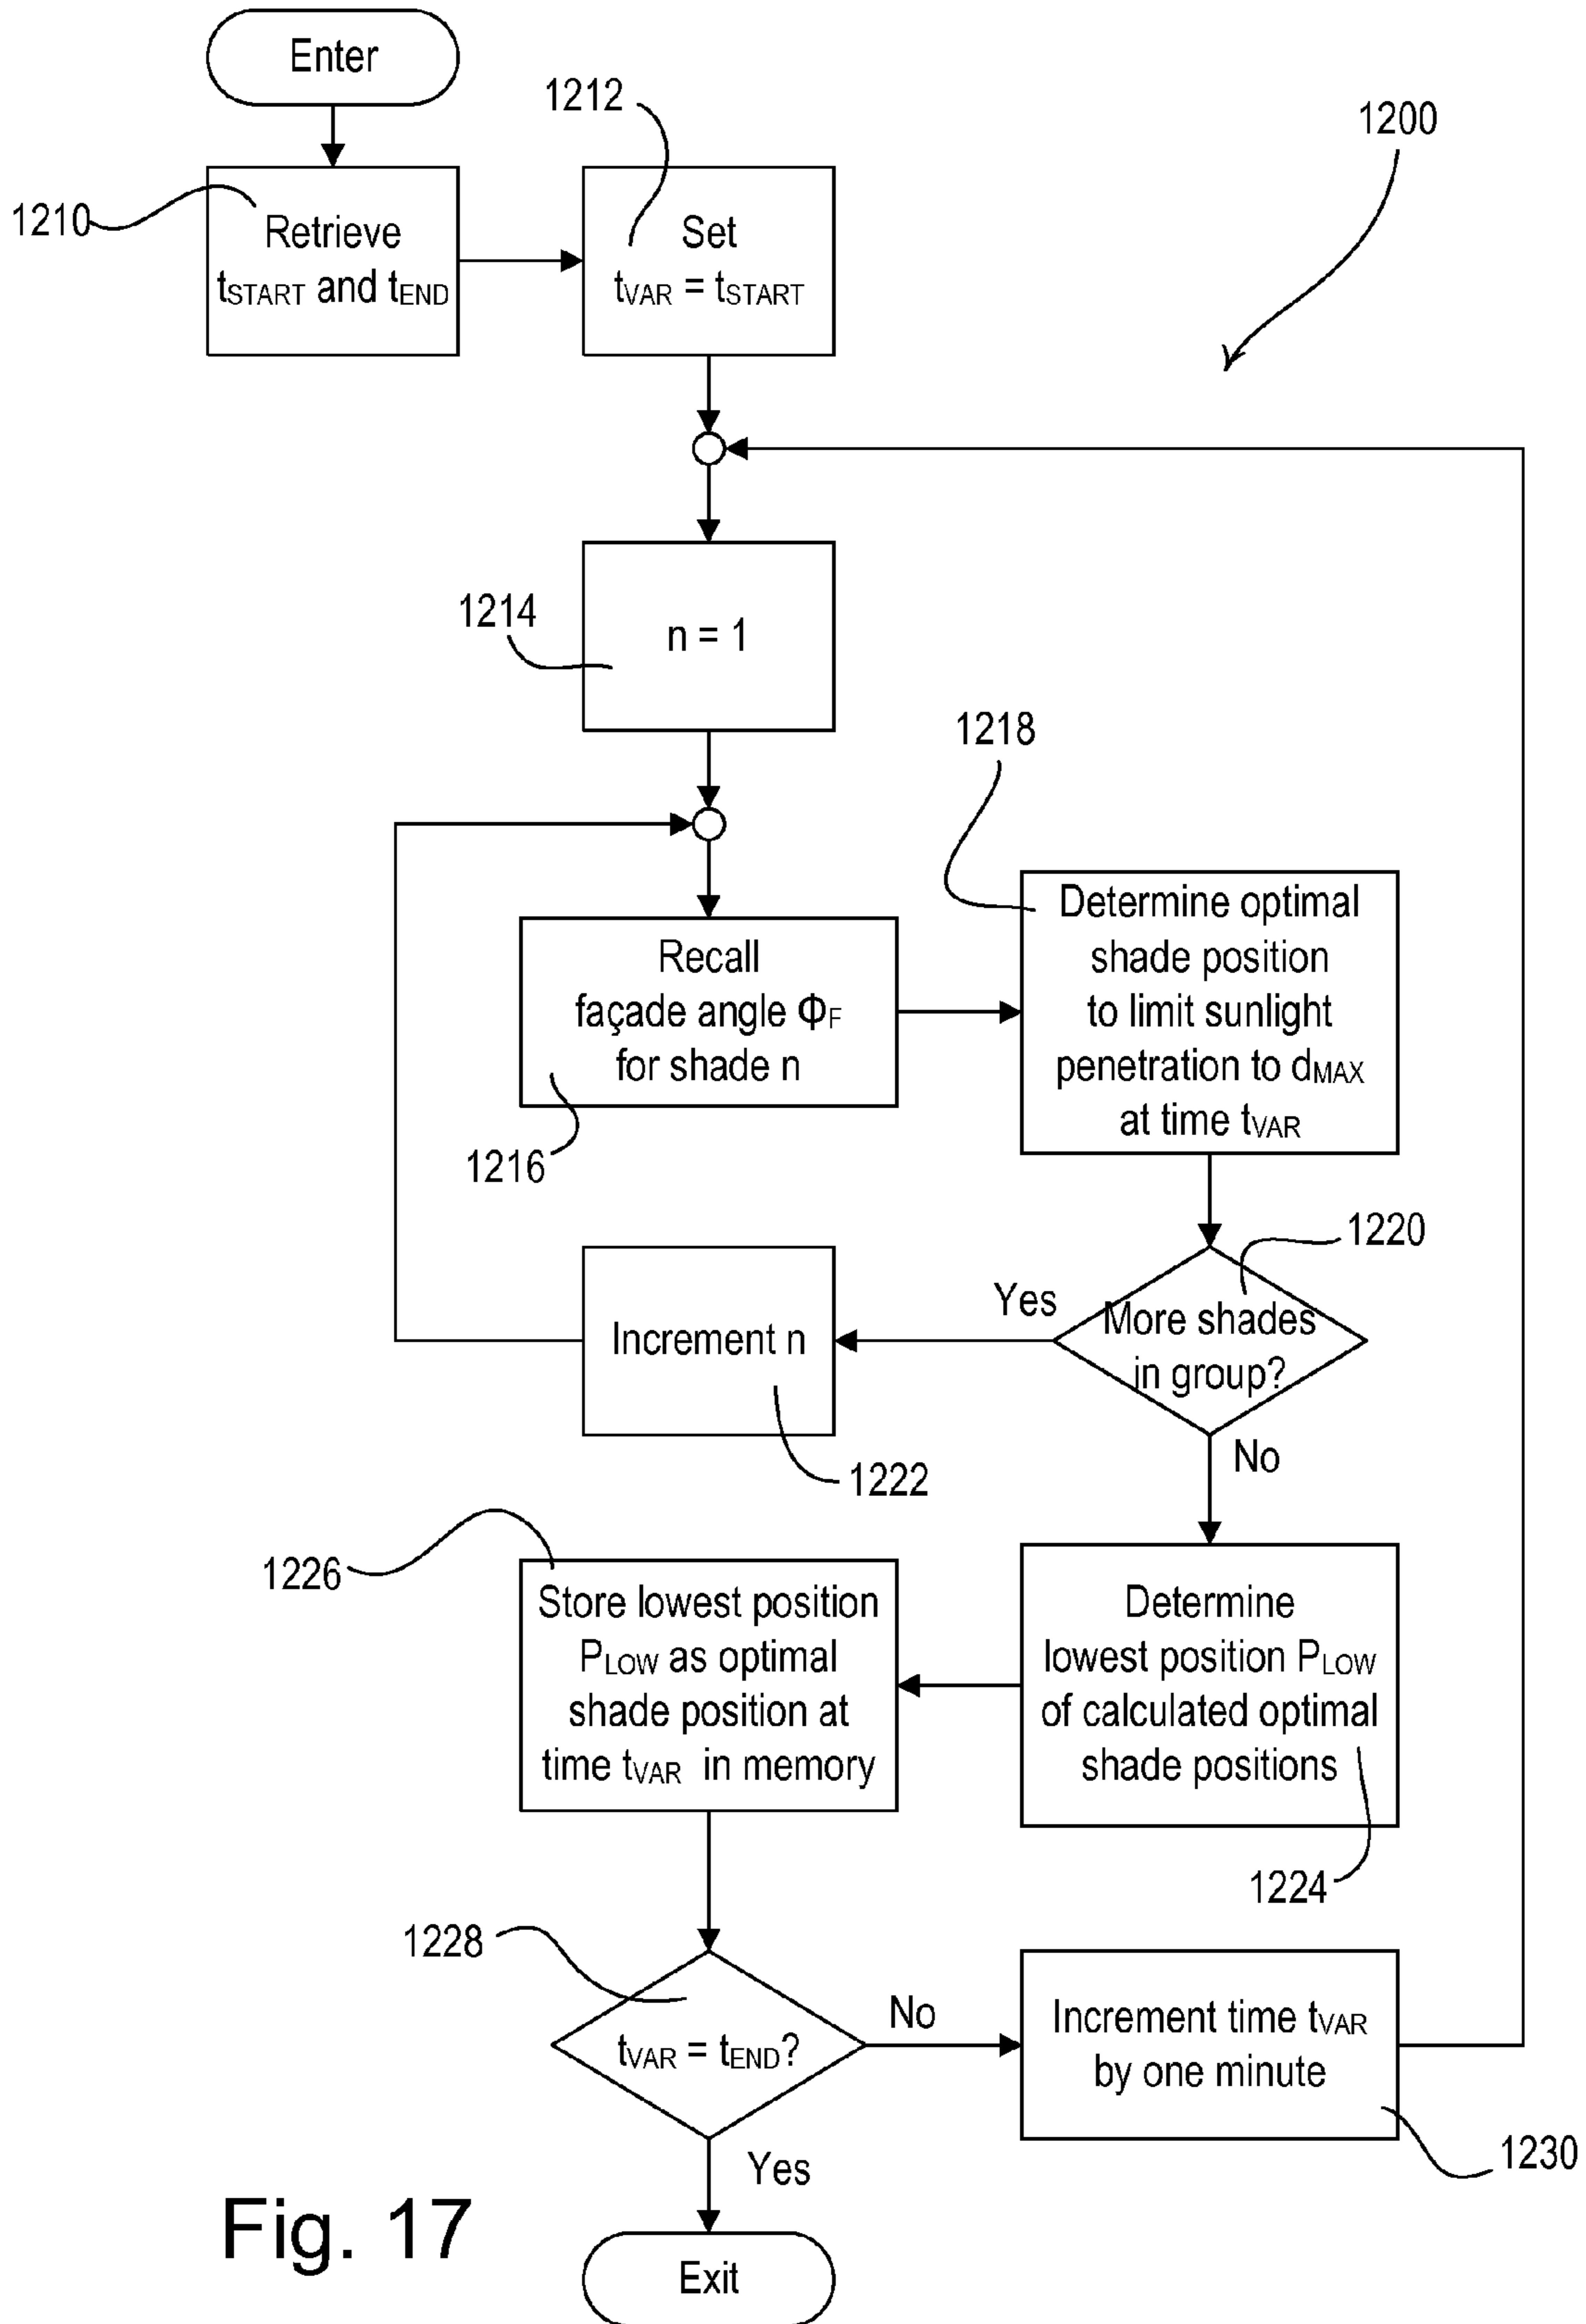 Enter
1212
1200
1210
Retrieve
tSTART and tEND
Set
tVAR = tSTART
1214
n = 1
1218
Recall
façade angle ΦF
for shade n
1216
Determine optimal
shade position
to limit sunlight
penetration to dMAX
at time tVAR
1220
Yes
More shades
in group?
Increment n
1222
No
1226
Store lowest position
PLOW as optimal
shade position at
time tVAR in memory
Determine
lowest position PLOW
of calculated optimal
shade positions
1224
1228
tVAR = tEND?
No
Increment time tVAR
by one minute
1230
Yes
Fig. 17
Exit